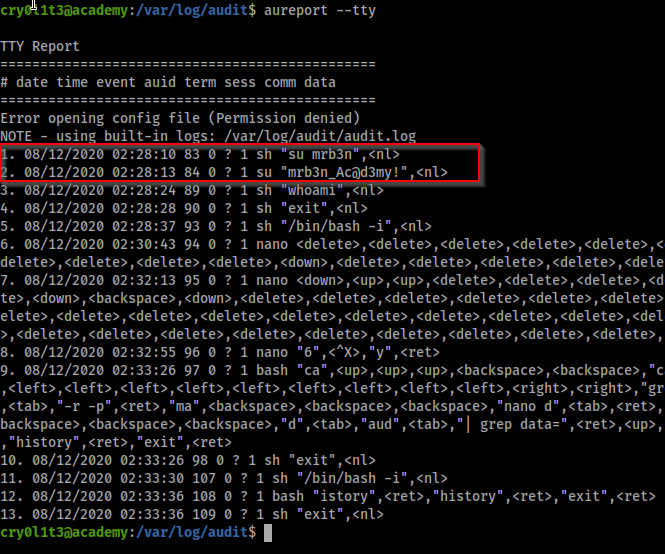 cry0l1t3@academy:/var/log/audit$ aureport --tty
TTY Report
===============================================
# date time event auid term sess comm data
===============================================
Error opening config file (Permission denied)
NOTE - using built-in logs: /var/log/audit/audit.log
1. 08/12/2020 02:28:10 83 0 ? 1 sh "su mrb3n",<nl>
2. 08/12/2020 02:28:13 84 0 ? 1 su "mrb3n_Ac@d3my!",<nl>
3. 08/12/2020 02:28:24 89 0 ? 1 sh "whoami",<nl>
4. 08/12/2020 02:28:28 90 0 ? 1 sh "exit",<nl>
5. 08/12/2020 02:28:37 93 0 ? 1 sh "/bin/bash -i",<nl>
6. 08/12/2020 02:30:43 94 0 ? 1 nano <delete>,<delete>,<delete>,<delete>,<delete>,<
delete>,<delete>,<delete>,<delete>,<down>,<delete>,<delete>,<delete>,<delete>,<dele
7. 08/12/2020 02:32:13 95 0 ? 1 nano <down>,<up>,<up>,<delete>,<delete>,<delete>,<d
te>,<down>,<backspace>,<down>,<delete>,<delete>,<delete>,<delete>,<delete>,<delete>
elete>,<delete>,<delete>,<delete>,<delete>,<delete>,<delete>,<delete>,<delete>,<del
>,<delete>,<delete>,<delete>,<delete>,<delete>,<delete>,<delete>,<delete>,<delete>,
8. 08/12/2020 02:32:55 96 0 ? 1 nano "6",<^X>,"y",<ret>
9. 08/12/2020 02:33:26 97 0 ? 1 bash "ca",<up>,<up>,<up>,<backspace>,<backspace>,"c
,<left>,<left>,<left>,<left>,<left>,<left>,<left>,<left>,<left>,<right>,<right>,"gr
,<tab>,"-r -p",<ret>,"ma",<backspace>,<backspace>,<backspace>,"nano d",<tab>,<ret>,
backspace>,<backspace>,<backspace>,"d",<tab>,"aud",<tab>,"| grep data=",<ret>,<up>,
,"history",<ret>,"exit",<ret>
10. 08/12/2020 02:33:26 98 0 ? 1 sh "exit",<nl>
11. 08/12/2020 02:33:30 107 0 ? 1 sh "/bin/bash -i",<nl>
12. 08/12/2020 02:33:36 108 0 ? 1 bash "istory",<ret>,"history",<ret>,"exit",<ret>
13. 08/12/2020 02:33:36 109 0 ? 1 sh "exit",<nl>
cry0l1t3@academy:/var/log/audit$